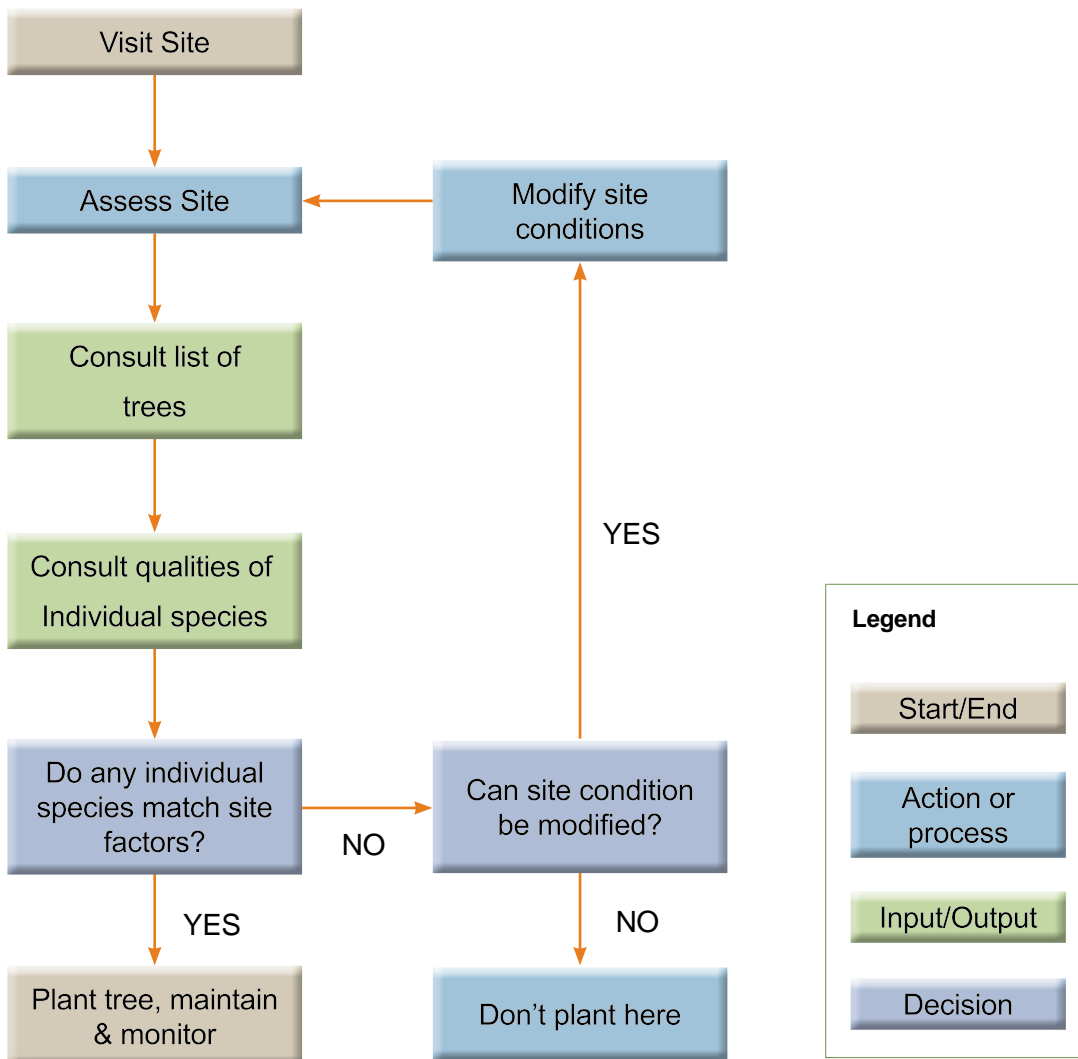 Visit Site
Assess Site
Modify site
conditions
Consult list of
trees
YES
Consult qualities of
Individual species
Do any individual
species match site
factors?
NO
Can site condition
be modified?
YES
NO
Plant tree, maintain
& monitor
Don’t plant here
Legend
Start/End
Action or
process
Input/Output
Decision